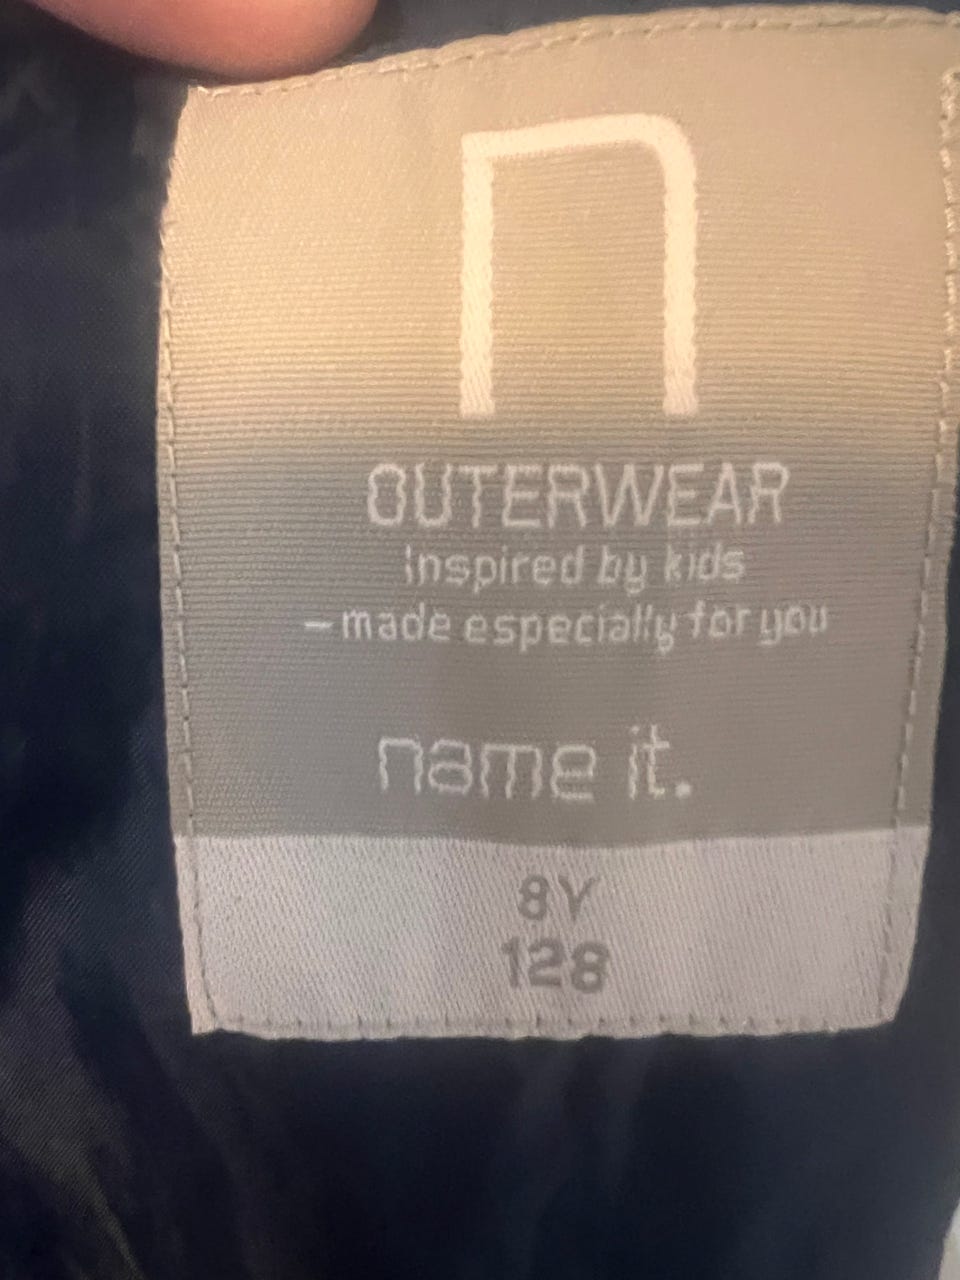 n
OUTERWEAR
inspired by kids
– made especially for you
name it.
8Y
128